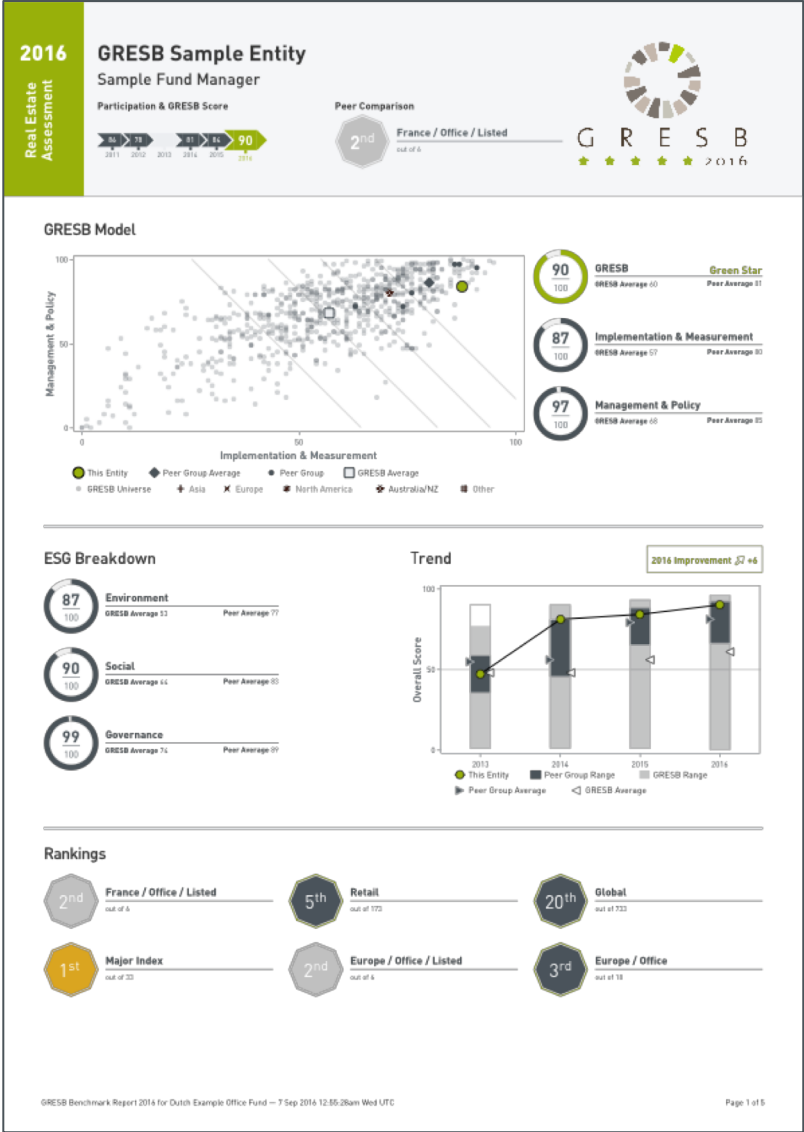 2016
Real Estate
Assessment
GRESB Sample Entity
Sample Fund Manager
Participation & GRESB Score
2011 2012 2013 2014 2015 2016
81 84 90
Peer Comparison
2nd
France / Office / Listed
out of 6
G R E S B
2016
GRESB Model
100
50
0
Management & Policy
0 50 100
Implementation & Measurement
This Entity Peer Group Average Peer Group GRESB Average
GRESB Universe Asia Europe North America Australia/NZ Other
90
100
GRESB Green Star
GRESB Average 60 Peer Average 81
87
100
Implementation & Measurement
GRESB Average 57 Peer Average 80
97
100
Management & Policy
GRESB Average 68 Peer Average 85
ESG Breakdown
87
100
Environment
GRESB Average 53 Peer Average 77
90
100
Social
GRESB Average 64 Peer Average 83
99
100
Governance
GRESB Average 74 Peer Average 89
Trend
2016 Improvement +6
100
50
0
Overall Score
2013 2014 2015 2016
This Entity Peer Group Range GRESB Range
Peer Group Average GRESB Average
Rankings
2nd
France / Office / Listed
out of 6
5th
Retail
out of 173
20th
Global
out of 733
1st
Major Index
out of 33
2nd
Europe / Office / Listed
out of 6
3rd
Europe / Office
out of 18
GRESB Benchmark Report 2016 for Dutch Example Office Fund — 7 Sep 2016 12:55:28am Wed UTC
Page 1 of 5